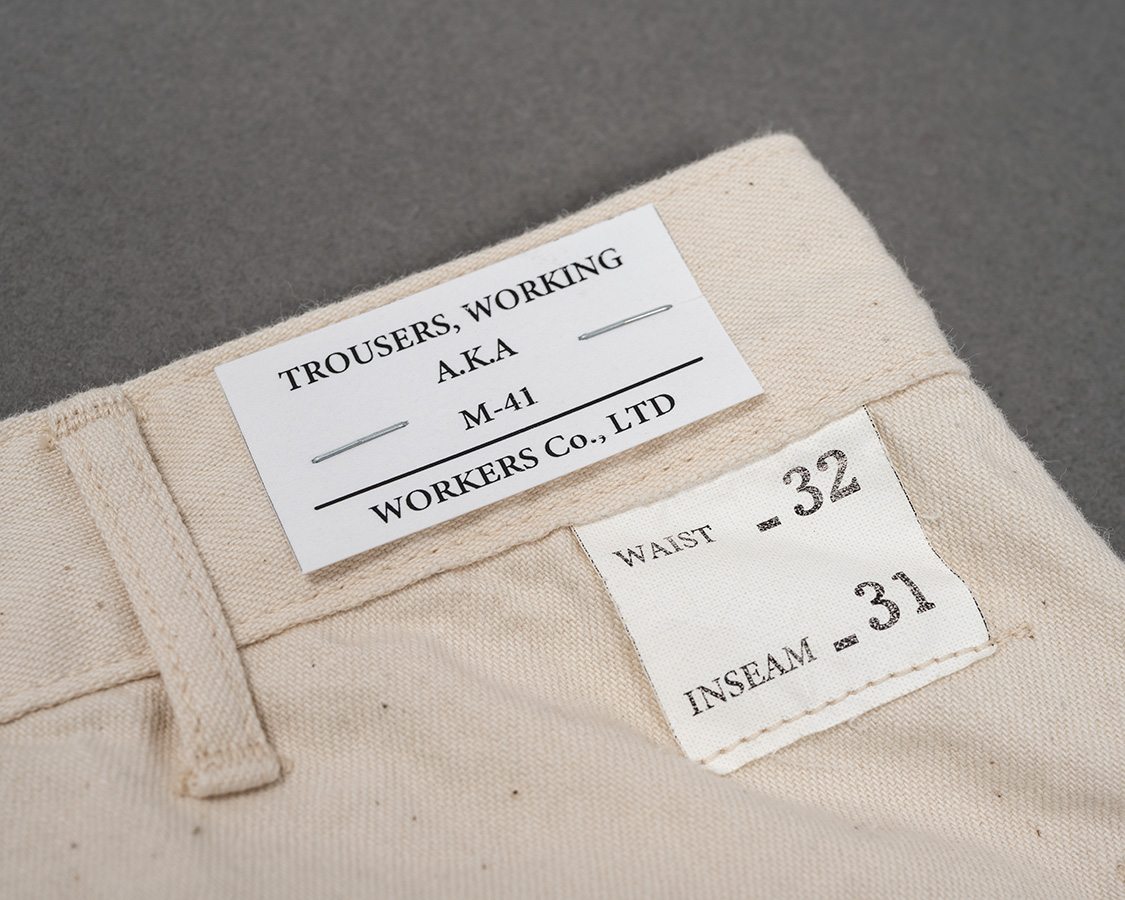 TROUSERS, WORKING
A.K.A
M-41
WORKERS Co., LTD
WAIST - 32
INSEAM - 31